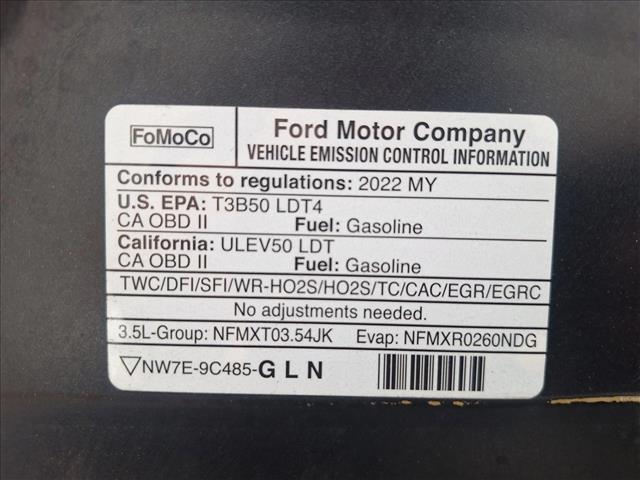 FoMoCo
Ford Motor Company
VEHICLE EMISSION CONTROL INFORMATION
Conforms to regulations: 2022 MY
U.S. EPA: T3B50 LDT4
CA OBD II Fuel: Gasoline
California: ULEV50 LDT
CA OBD II Fuel: Gasoline
TWC/DFI/SFI/WR-HO2S/HO2S/TC/CAC/EGR/EGRC
No adjustments needed.
3.5L-Group: NFMXT03.54JK Evap: NFMXR0260NDG
▽NW7E-9C485-G L N